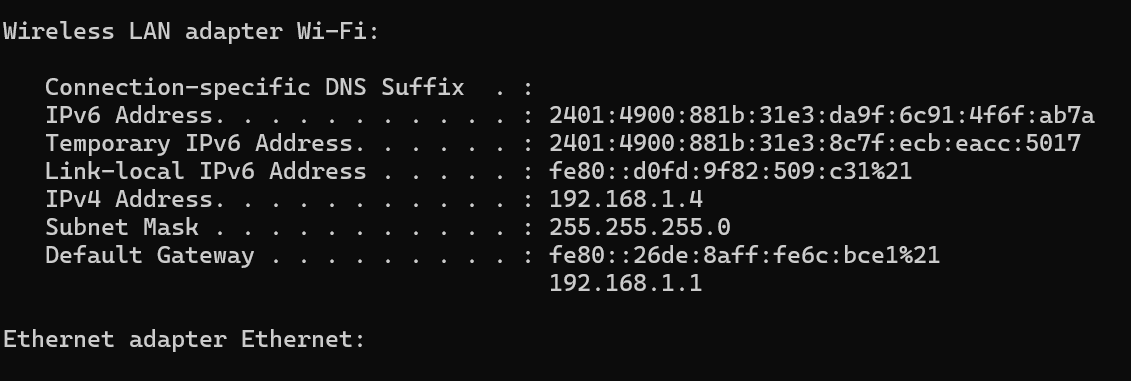 Wireless LAN adapter Wi-Fi:
Connection-specific DNS Suffix  . :
IPv6 Address. . . . . . . . . . . : 2401:4900:881b:31e3:da9f:6c91:4f6f:ab7a
Temporary IPv6 Address. . . . . . : 2401:4900:881b:31e3:8c7f:ecb:eacc:5017
Link-local IPv6 Address . . . . . : fe80::d0fd:9f82:509:c31%21
IPv4 Address. . . . . . . . . . . : 192.168.1.4
Subnet Mask . . . . . . . . . . . : 255.255.255.0
Default Gateway . . . . . . . . . : fe80::26de:8aff:fe6c:bce1%21
192.168.1.1
Ethernet adapter Ethernet: